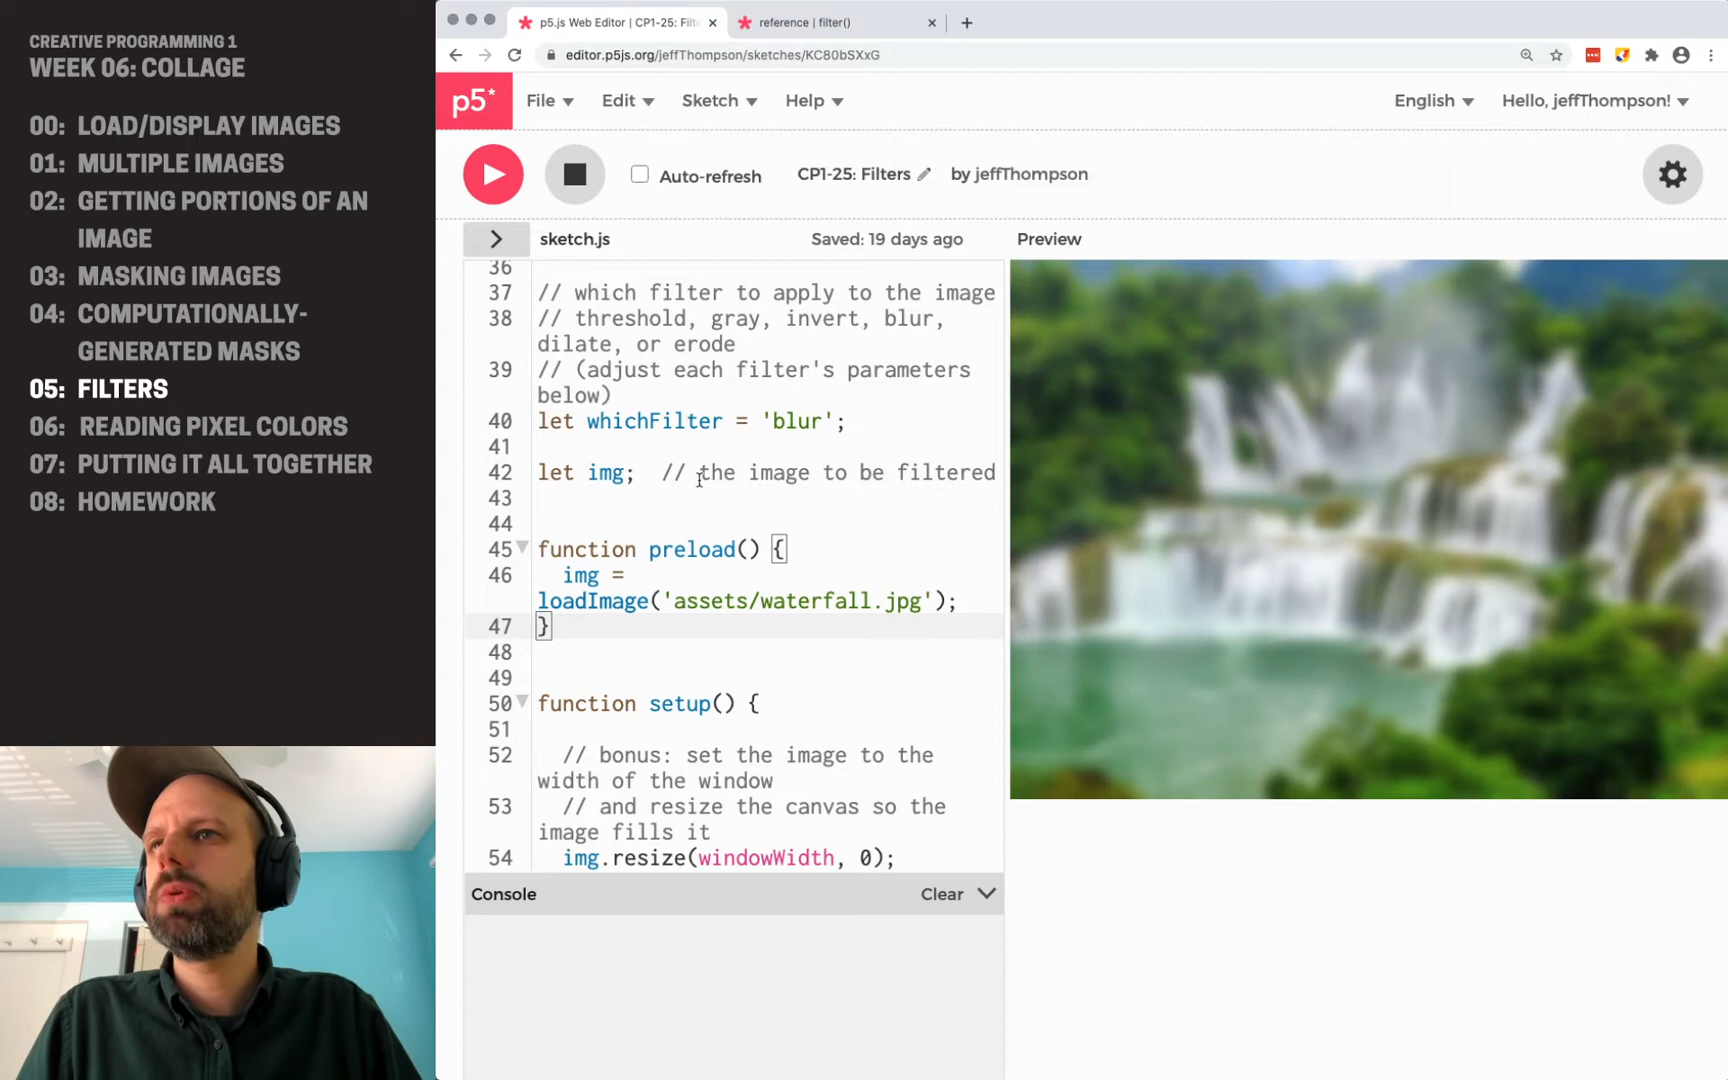 CREATIVE PROGRAMMING 1
WEEK 06: COLLAGE
00: LOAD/DISPLAY IMAGES
01: MULTIPLE IMAGES
02: GETTING PORTIONS OF AN
IMAGE
03: MASKING IMAGES
04: COMPUTATIONALLY-
GENERATED MASKS
05: FILTERS
06: READING PIXEL COLORS
07: PUTTING IT ALL TOGETHER
08: HOMEWORK
p5.js Web Editor | CP1-25: Filt
reference | filter()
editor.p5js.org/jeffThompson/sketches/KC80bSXxG
p5* File Edit Sketch Help English Hello, jeffThompson!
Auto-refresh CP1-25: Filters by jeffThompson
sketch.js Saved: 19 days ago Preview
36
37 // which filter to apply to the image
38 // threshold, gray, invert, blur,
dilate, or erode
39 // (adjust each filter's parameters
below)
40 let whichFilter = 'blur';
41
42 let img; // the image to be filtered
43
44
45 function preload() {
46 img =
loadImage('assets/waterfall.jpg');
47 }
48
49
50 function setup() {
51
52 // bonus: set the image to the
width of the window
53 // and resize the canvas so the
image fills it
54 img.resize(windowWidth, 0);
Console Clear